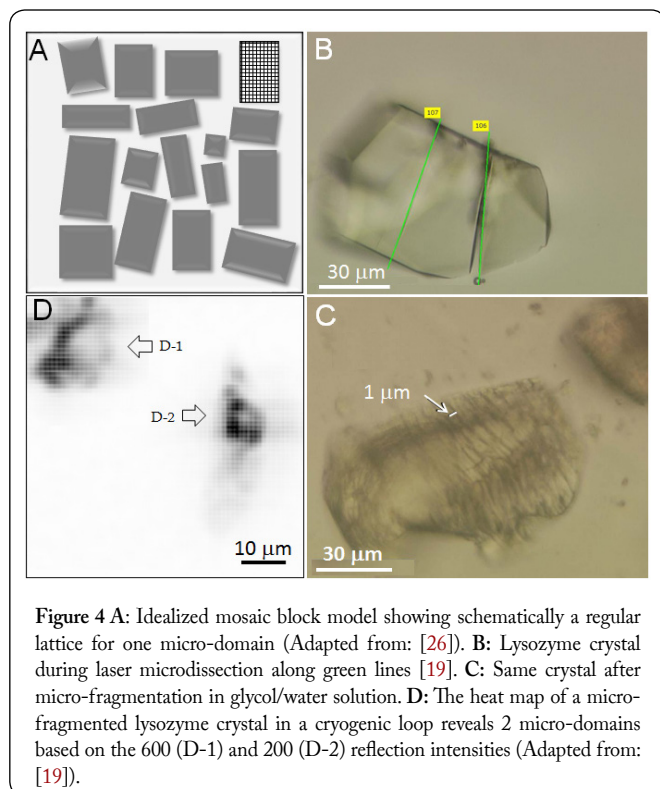 A
B
107
106
30 μm
D
D-1
D-2
10 μm
C
1 μm
30 μm
Figure 4 A: Idealized mosaic block model showing schematically a regular
lattice for one micro-domain (Adapted from: [26]). B: Lysozyme crystal
during laser microdissection along green lines [19]. C: Same crystal after
micro-fragmentation in glycol/water solution. D: The heat map of a micro-
fragmented lysozyme crystal in a cryogenic loop reveals 2 micro-domains
based on the 600 (D-1) and 200 (D-2) reflection intensities (Adapted from:
[19]).